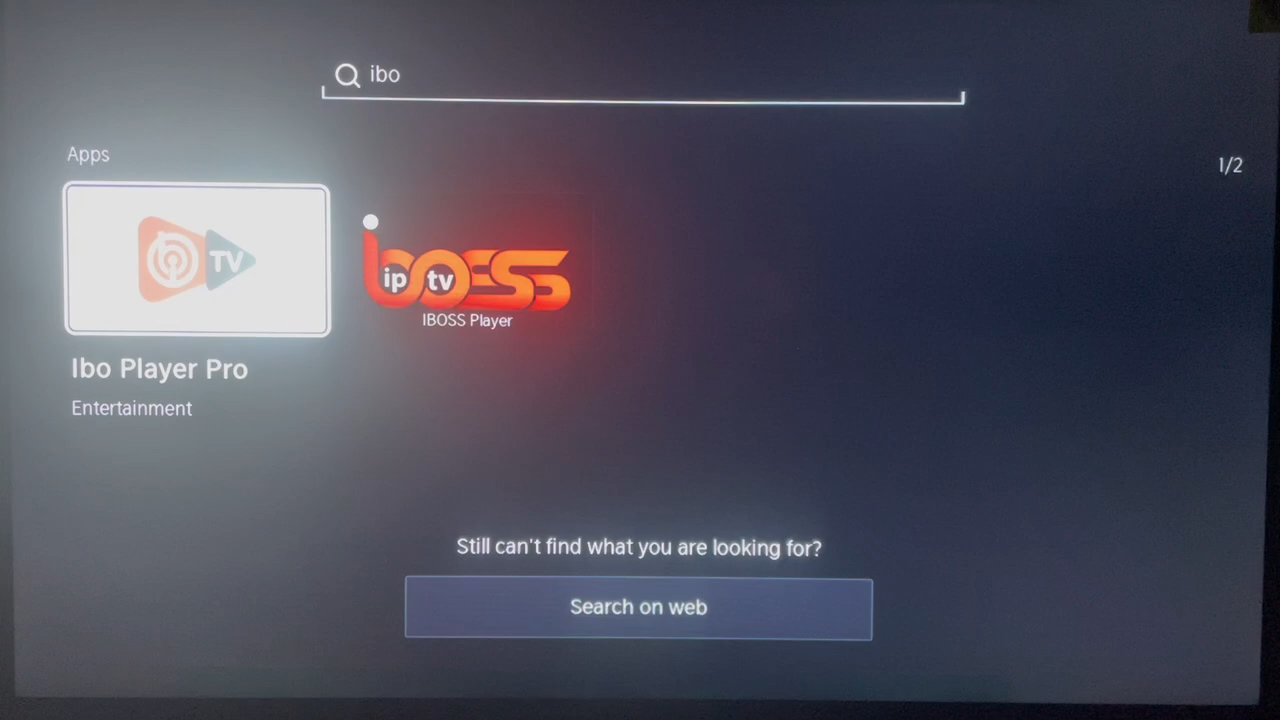 ibo
Apps
1/2
TV
ip tv
iboss
IBOSS Player
Ibo Player Pro
Entertainment
Still can't find what you are looking for?
Search on web